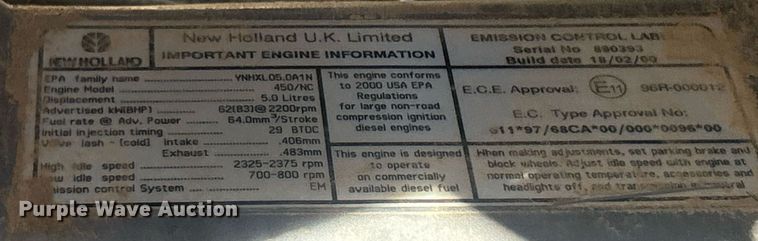 New Holland U.K. Limited
IMPORTANT ENGINE INFORMATION
NEW HOLLAND
EMISSION CONTROL LAB
Serial No 890393
Build date 18/02/00
EPA family name YNHXL05.0A1N
Engine Model 450/NC
Displacement 5.0 Litres
Advertised kW(BHP) 62(83)@ 2200rpm
Fuel rate @ Adv. Power 64.0mm³/Stroke
Initial injection timing 29 BTDC
lash - (cold) Intake .406mm
Exhaust .483mm
High Idle speed 2325-2375 rpm
idle speed 700-800 rpm
ission control System EM
This engine conforms
to 2000 USA EPA
Regulations
for large non-road
compression ignition
diesel engines
This engine is designed
to operate
on commercially
available diesel fuel
E.C.E. Approval: E11 96R-000012
E.C. Type Approval No:
e11*97/68CA*00/000*0096*00
When making adjustments, set parking brake and
block wheels. Adjust idle speed with engine at
normal operating temperature, accessories and
headlights off, and transmission in neutral
Purple Wave Auction